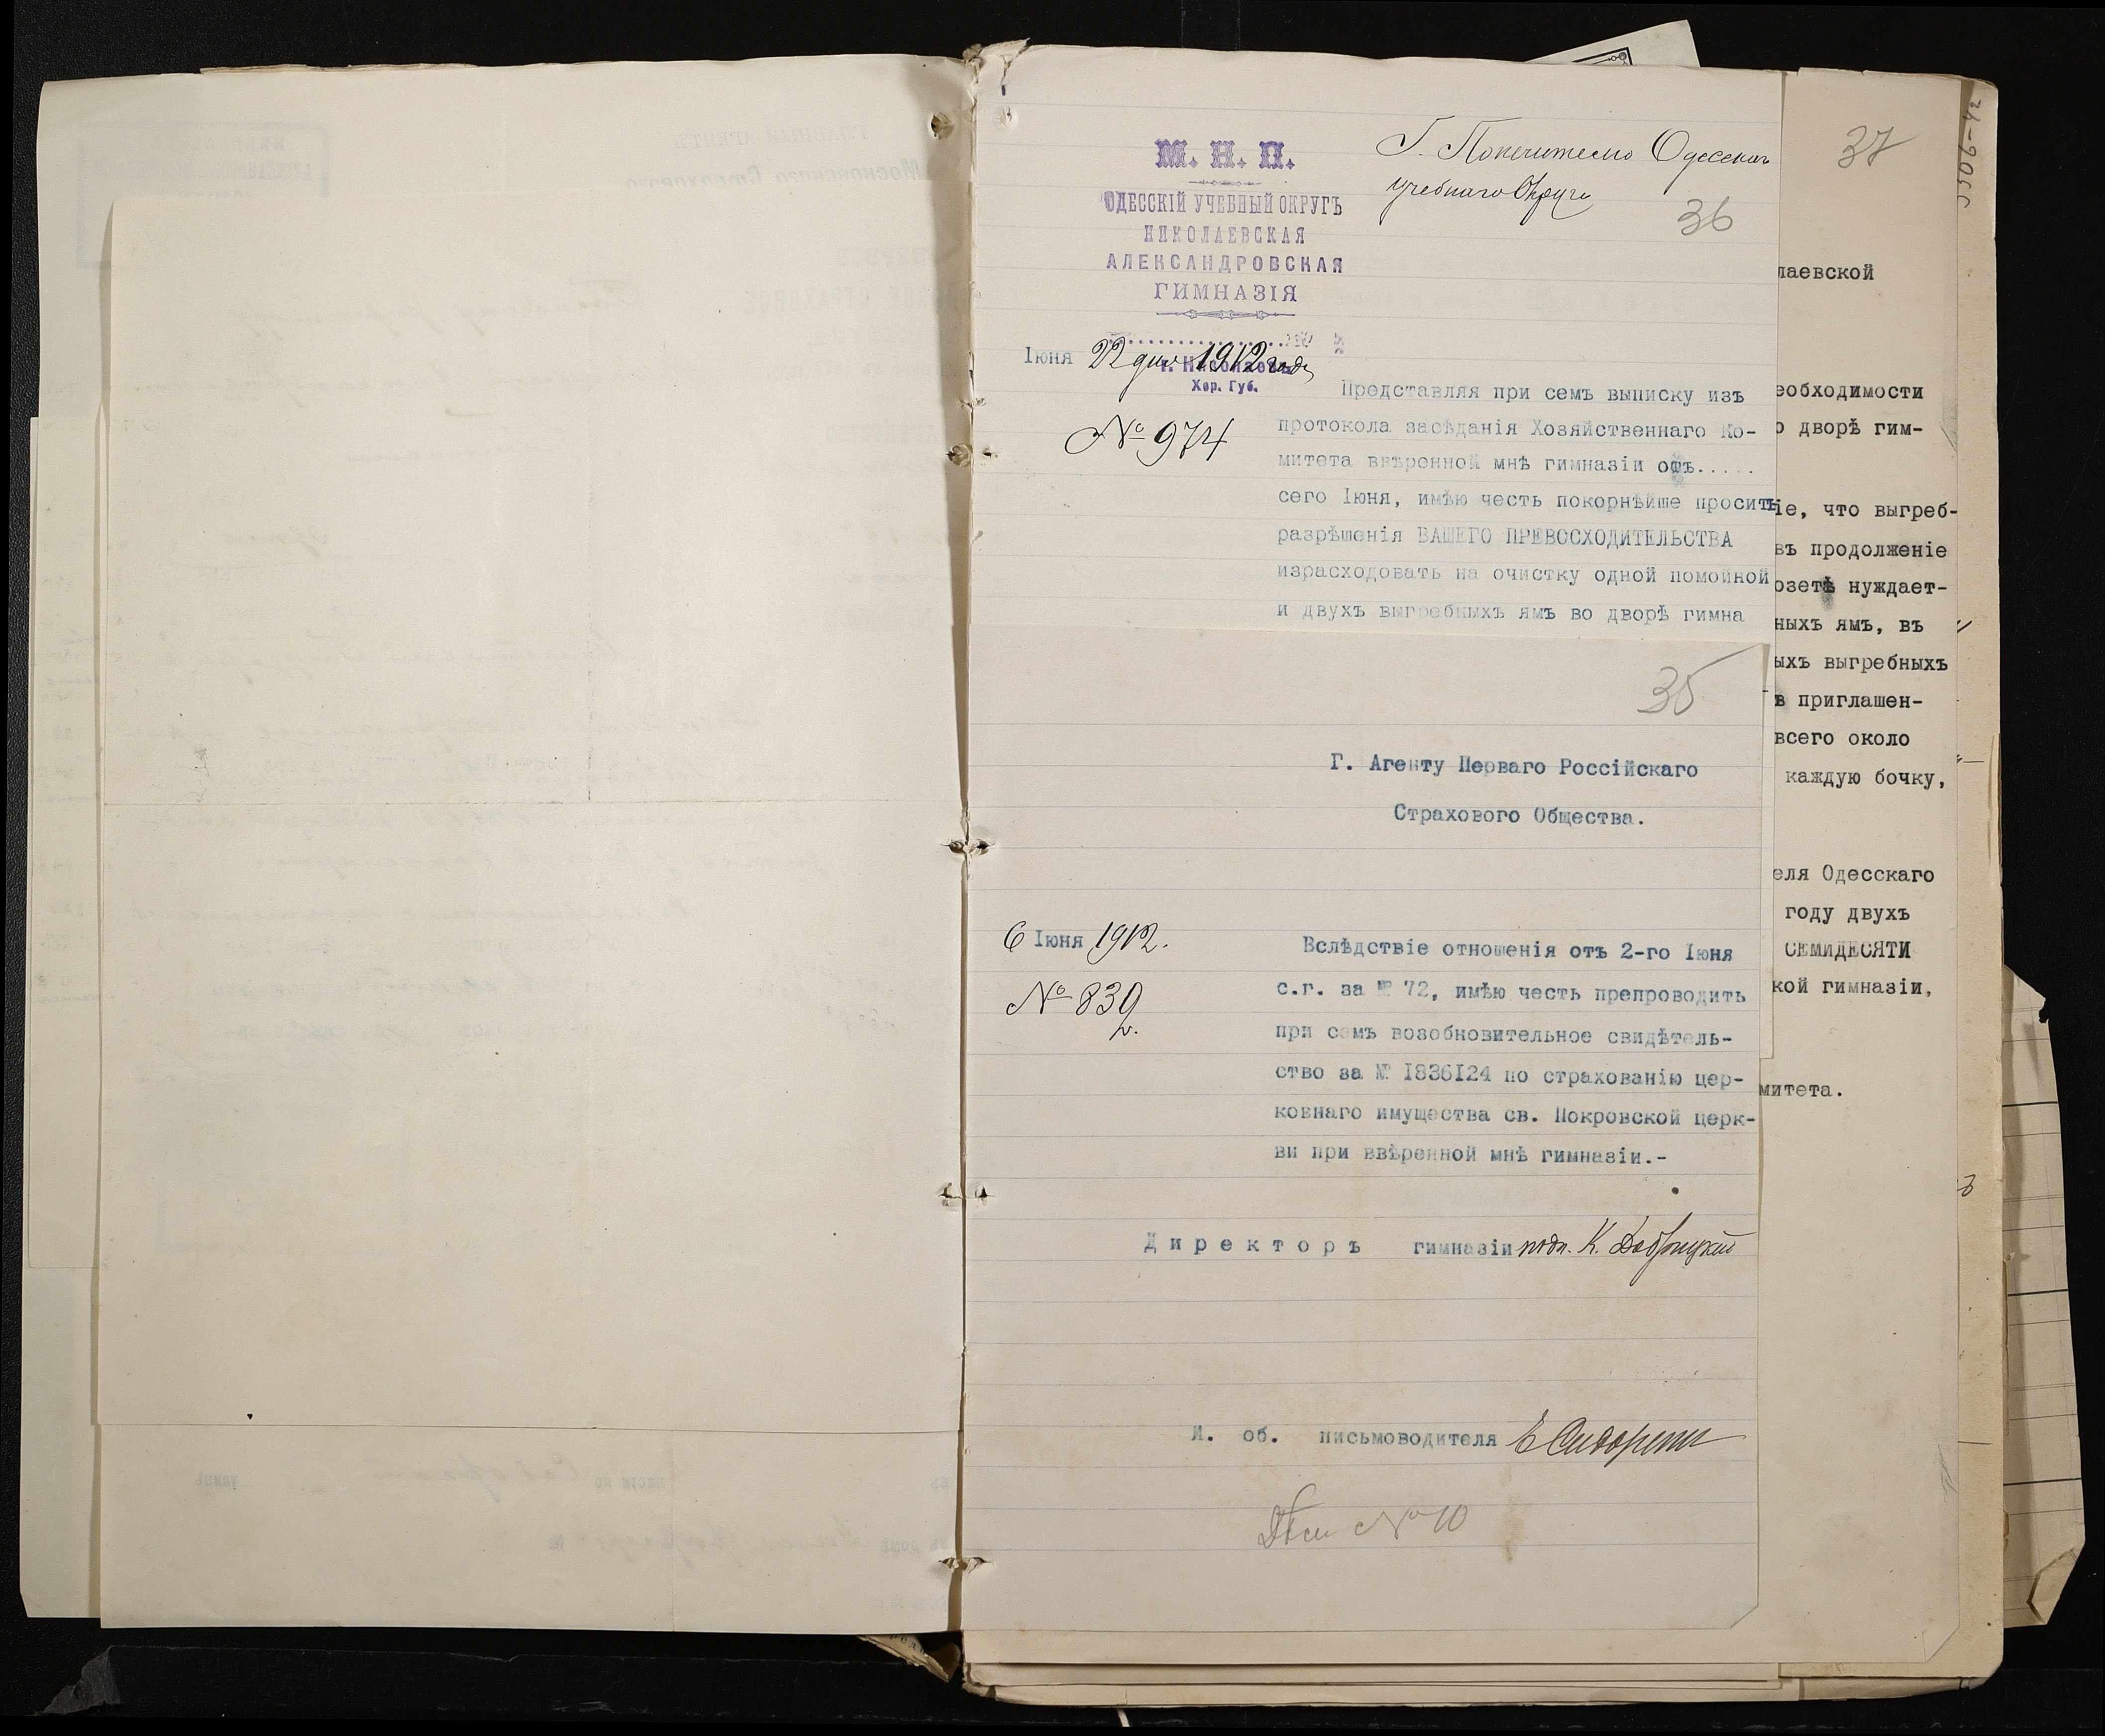 М. Н. П.
ОДЕССКІЙ УЧЕБНЫЙ ОКРУГЪ
НИКОЛАЕВСКАЯ
АЛЕКСАНДРОВСКАЯ
ГИМНАЗІЯ
Г. Попечителю Одесскаго
учебнаго Округа
36
Іюня 22 дня 1912 года
г. Николаевъ
Хер. Губ.
№ 974
Представляя при семъ выписку изъ
протокола засѣданія Хозяйственнаго Ко-
митета ввѣренной мнѣ гимназіи отъ.....
сего Іюня, имѣю честь покорнѣйше просить
разрѣшенія ВАШЕГО ПРЕВОСХОДИТЕЛЬСТВА
израсходовать на очистку одной помойной
и двухъ выгребныхъ ямъ во дворѣ гимна
35
Г. Агенту Перваго Россійскаго
Страхового Общества.
6 Іюня 1912.
№ 839
Вслѣдствіе отношенія отъ 2-го Іюня
с.г. за № 72, имѣю честь препроводить
при семъ возобновительное свидѣтель-
ство за № 1836124 по страхованію цер-
ковнаго имущества св. Покровской церк-
ви при ввѣренной мнѣ гимназіи.-
Директоръ гимназіи подп. К.
И. об. письмоводителя
№ 10
37
лаевской
еобходимости
о дворѣ гим-
іе, что выгреб-
въ продолженіе
озетѣ нуждает-
ныхъ ямъ, въ
ыхъ выгребныхъ
в приглашен-
всего около
каждую бочку,
еля Одесскаго
году двухъ
СЕМИДЕСЯТИ
кой гимназіи,
митета.